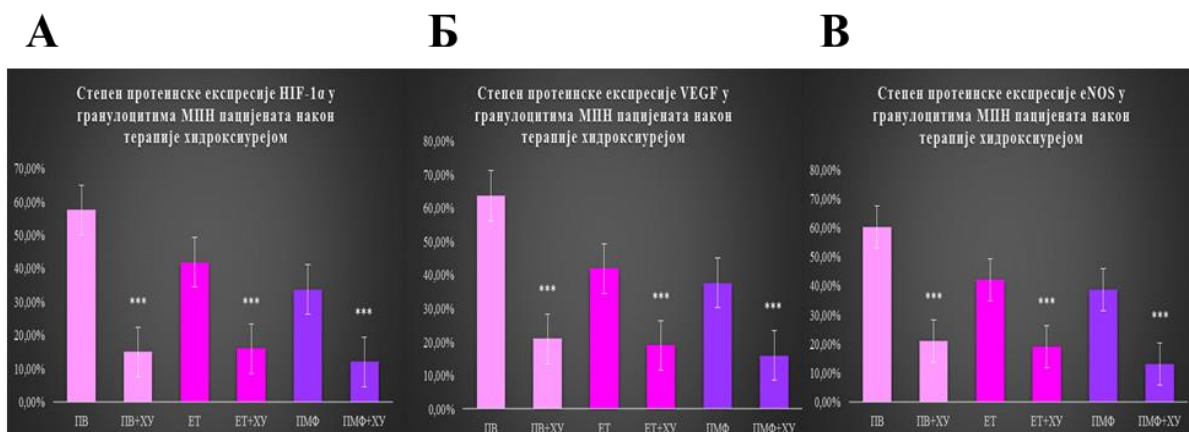 А Б В
Степен протеинске експресије HIF-1α у
гранулоцитима МПН пацијената након
терапије хидроксиурејом
70,00%
60,00%
50,00%
40,00%
30,00%
20,00%
10,00%
0,00%
*** *** ***
ПВ ПВ+ХУ ЕТ ЕТ+ХУ ПМФ ПМФ+ХУ
Степен протеинске експресије VEGF у
гранулоцитима МПН пацијената након
терапије хидроксиурејом
80,00%
70,00%
60,00%
50,00%
40,00%
30,00%
20,00%
10,00%
0,00%
*** *** ***
ПВ ПВ+ХУ ЕТ ЕТ+ХУ ПМФ ПМФ+ХУ
Степен протеинске експресије eNOS у
гранулоцитима МПН пацијената након
терапије хидроксиурејом
80,00%
70,00%
60,00%
50,00%
40,00%
30,00%
20,00%
10,00%
0,00%
*** *** ***
ПВ ПВ+ХУ ЕТ ЕТ+ХУ ПМФ ПМФ+ХУ